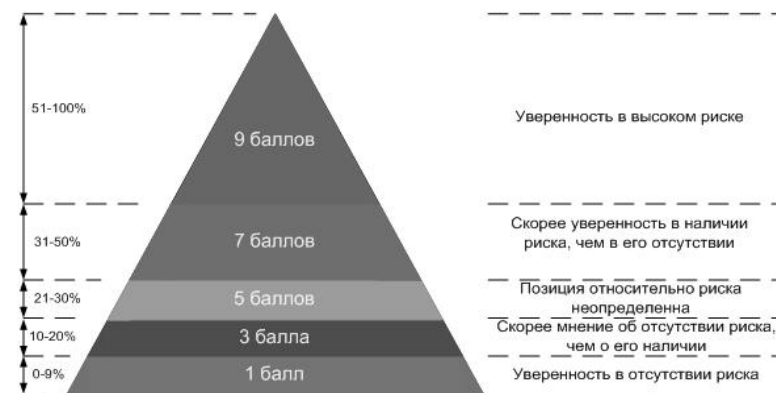 51-100%
9 баллов
Уверенность в высоком риске
31-50%
7 баллов
Скорее уверенность в наличии
риска, чем в его отсутствии
21-30%
5 баллов
Позиция относительно риска
неопределенна
10-20%
3 балла
Скорее мнение об отсутствии риска,
чем о его наличии
0-9%
1 балл
Уверенность в отсутствии риска